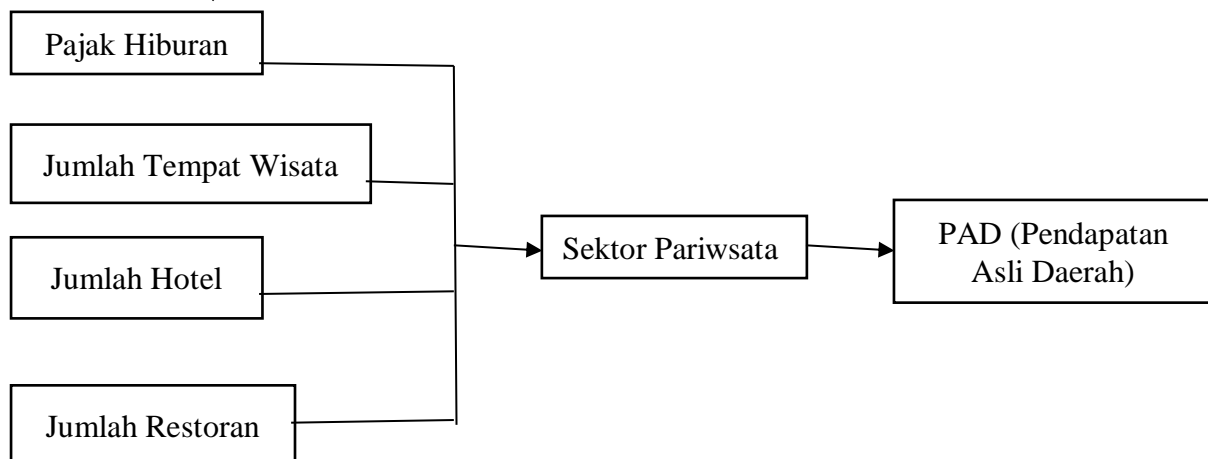 Pajak Hiburan
Jumlah Tempat Wisata
Jumlah Hotel
Jumlah Restoran
Sektor Pariwsata
PAD (Pendapatan
Asli Daerah)